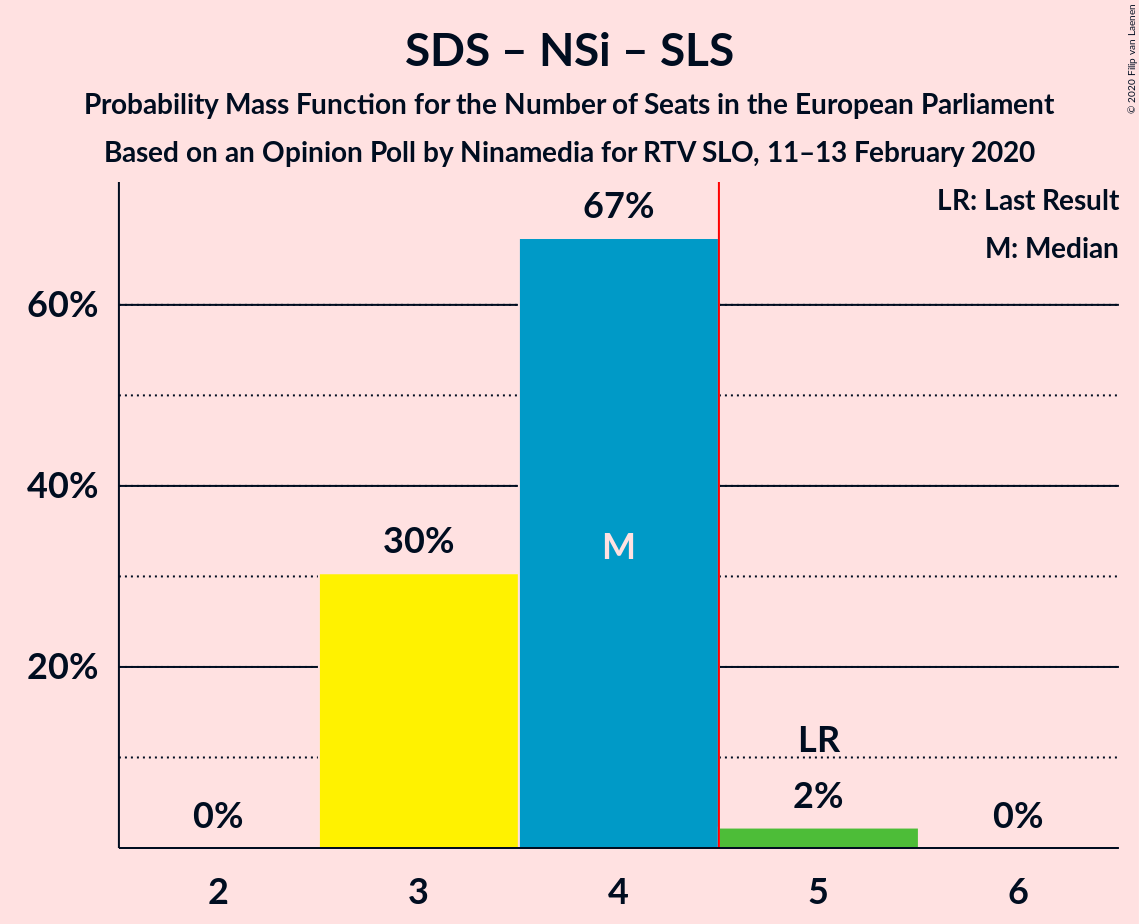 SDS – NSi – SLS
Probability Mass Function for the Number of Seats in the European Parliament
Based on an Opinion Poll by Ninamedia for RTV SLO, 11–13 February 2020
© 2020 Filip van Laenen
LR: Last Result
M: Median
67%
60%
40%
30%
M
20%
LR
2%
0%
0%
2
3
4
5
6